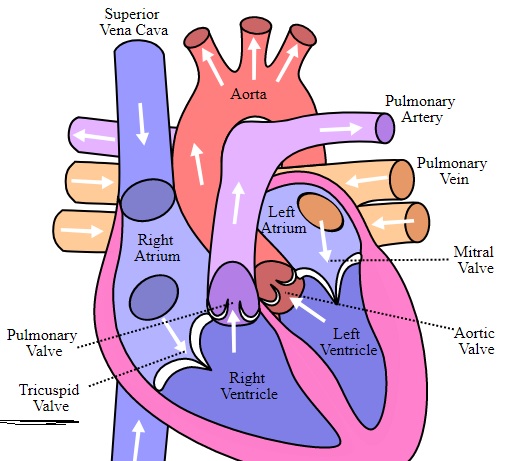 Superior
Vena Cava
Aorta
Pulmonary
Artery
Pulmonary
Vein
Left
Atrium
Right
Atrium
Mitral
Valve
Pulmonary
Valve
Left
Ventricle
Aortic
Valve
Tricuspid
Valve
Right
Ventricle